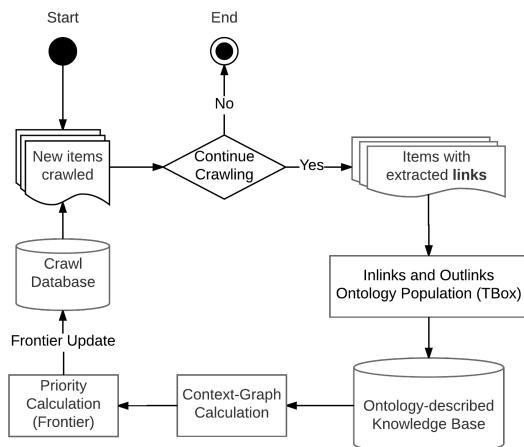 Start
End
No
New items
crawled
Continue
Crawling
Yes
Items with
extracted links
Crawl
Database
Inlinks and Outlinks
Ontology Population (TBox)
Frontier Update
Priority
Calculation
(Frontier)
Context-Graph
Calculation
Ontology-described
Knowledge Base